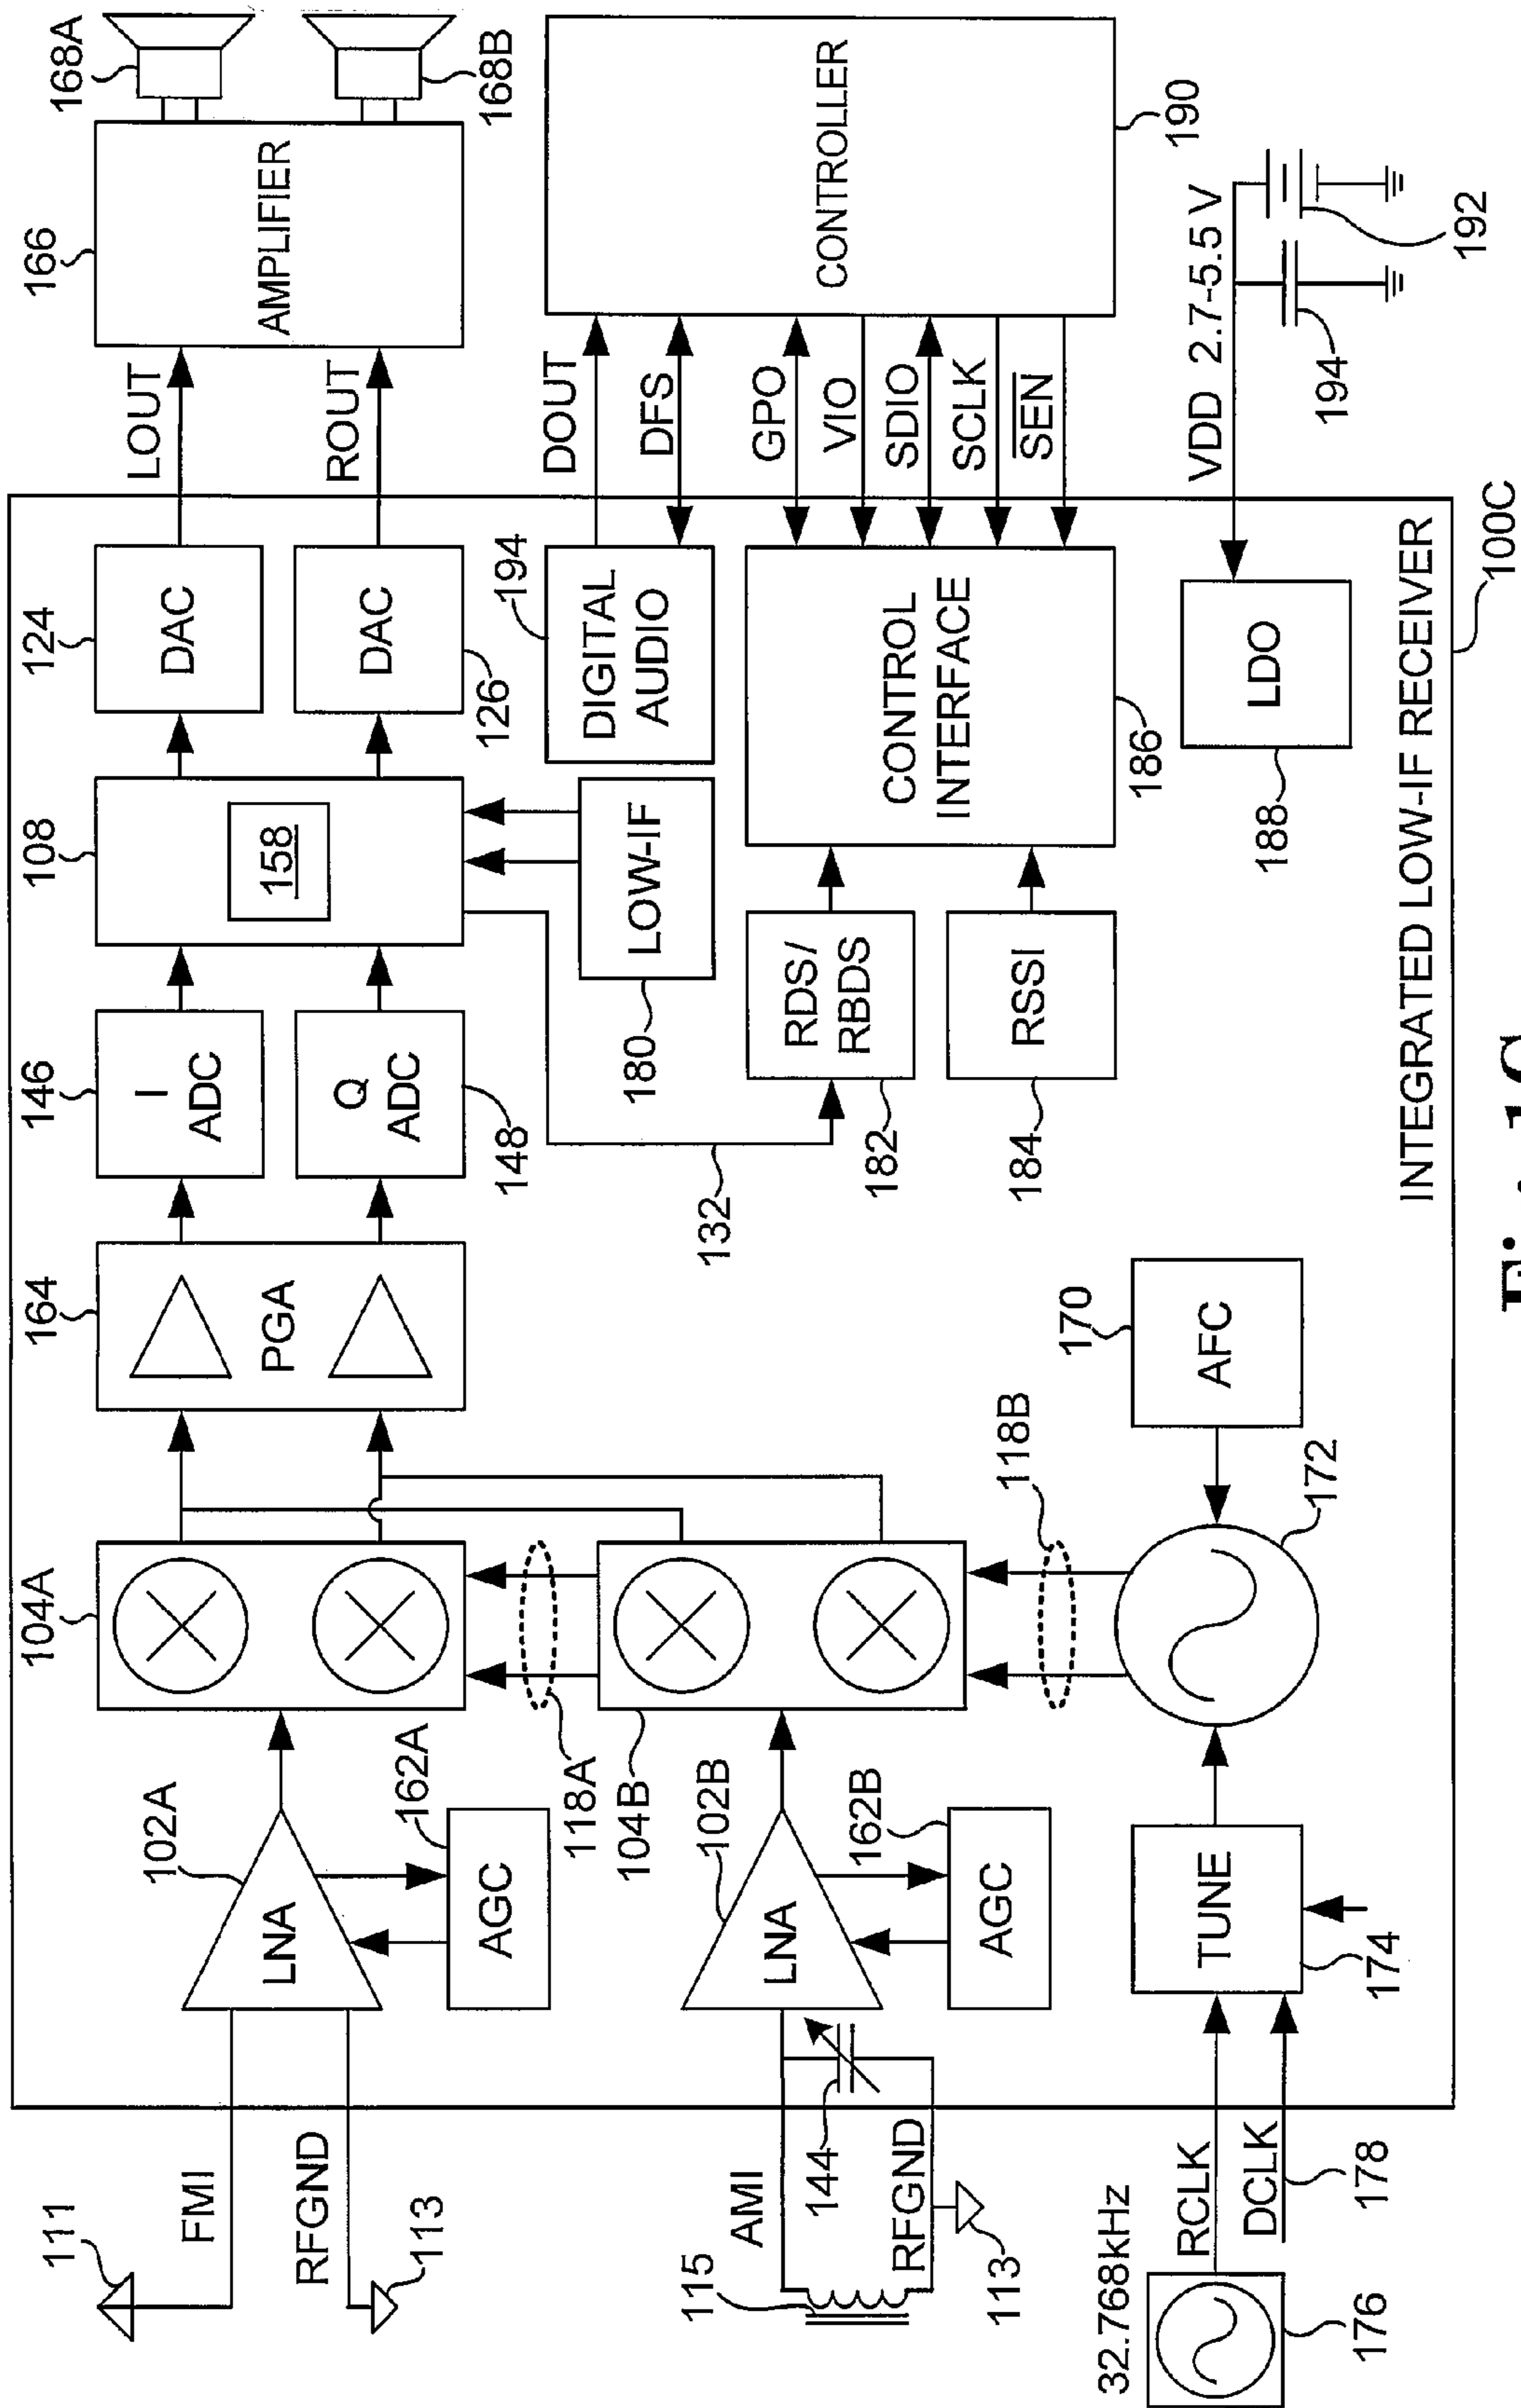 111
FMI
RFGND
113
102A
LNA
162A
AGC
104A
118A
164
PGA
146
I
ADC
Q
ADC
148
108
158
124
DAC
DAC
126
LOUT
ROUT
166
AMPLIFIER
168A
168B
115
AMI
144
RFGND
113
104B
102B
LNA
162B
AGC
118B
132
LOW-IF
180
RDS/
RBDS
182
RSSI
184
194
DIGITAL
AUDIO
CONTROL
INTERFACE
186
DOUT
DFS
GPO
VIO
SDIO
SCLK
SEN
CONTROLLER
190
32.768kHz
176
RCLK
DCLK
178
TUNE
174
172
170
AFC
LDO
188
VDD 2.7-5.5 V
194
192
INTEGRATED LOW-IF RECEIVER
100C